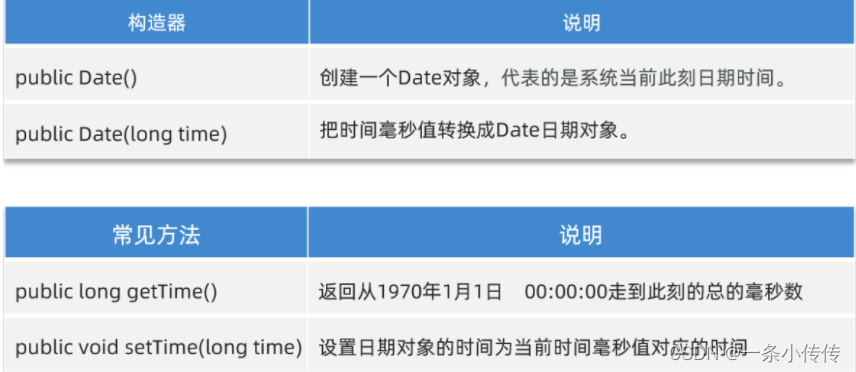 构造器 说明
public Date() 创建一个Date对象，代表的是系统当前此刻日期时间。
public Date(long time) 把时间毫秒值转换成Date日期对象。
常见方法 说明
public long getTime() 返回从1970年1月1日 00:00:00走到此刻的总的毫秒数
public void setTime(long time) 设置日期对象的时间为当前时间毫秒值对应的时间
CSDN @一条小传传